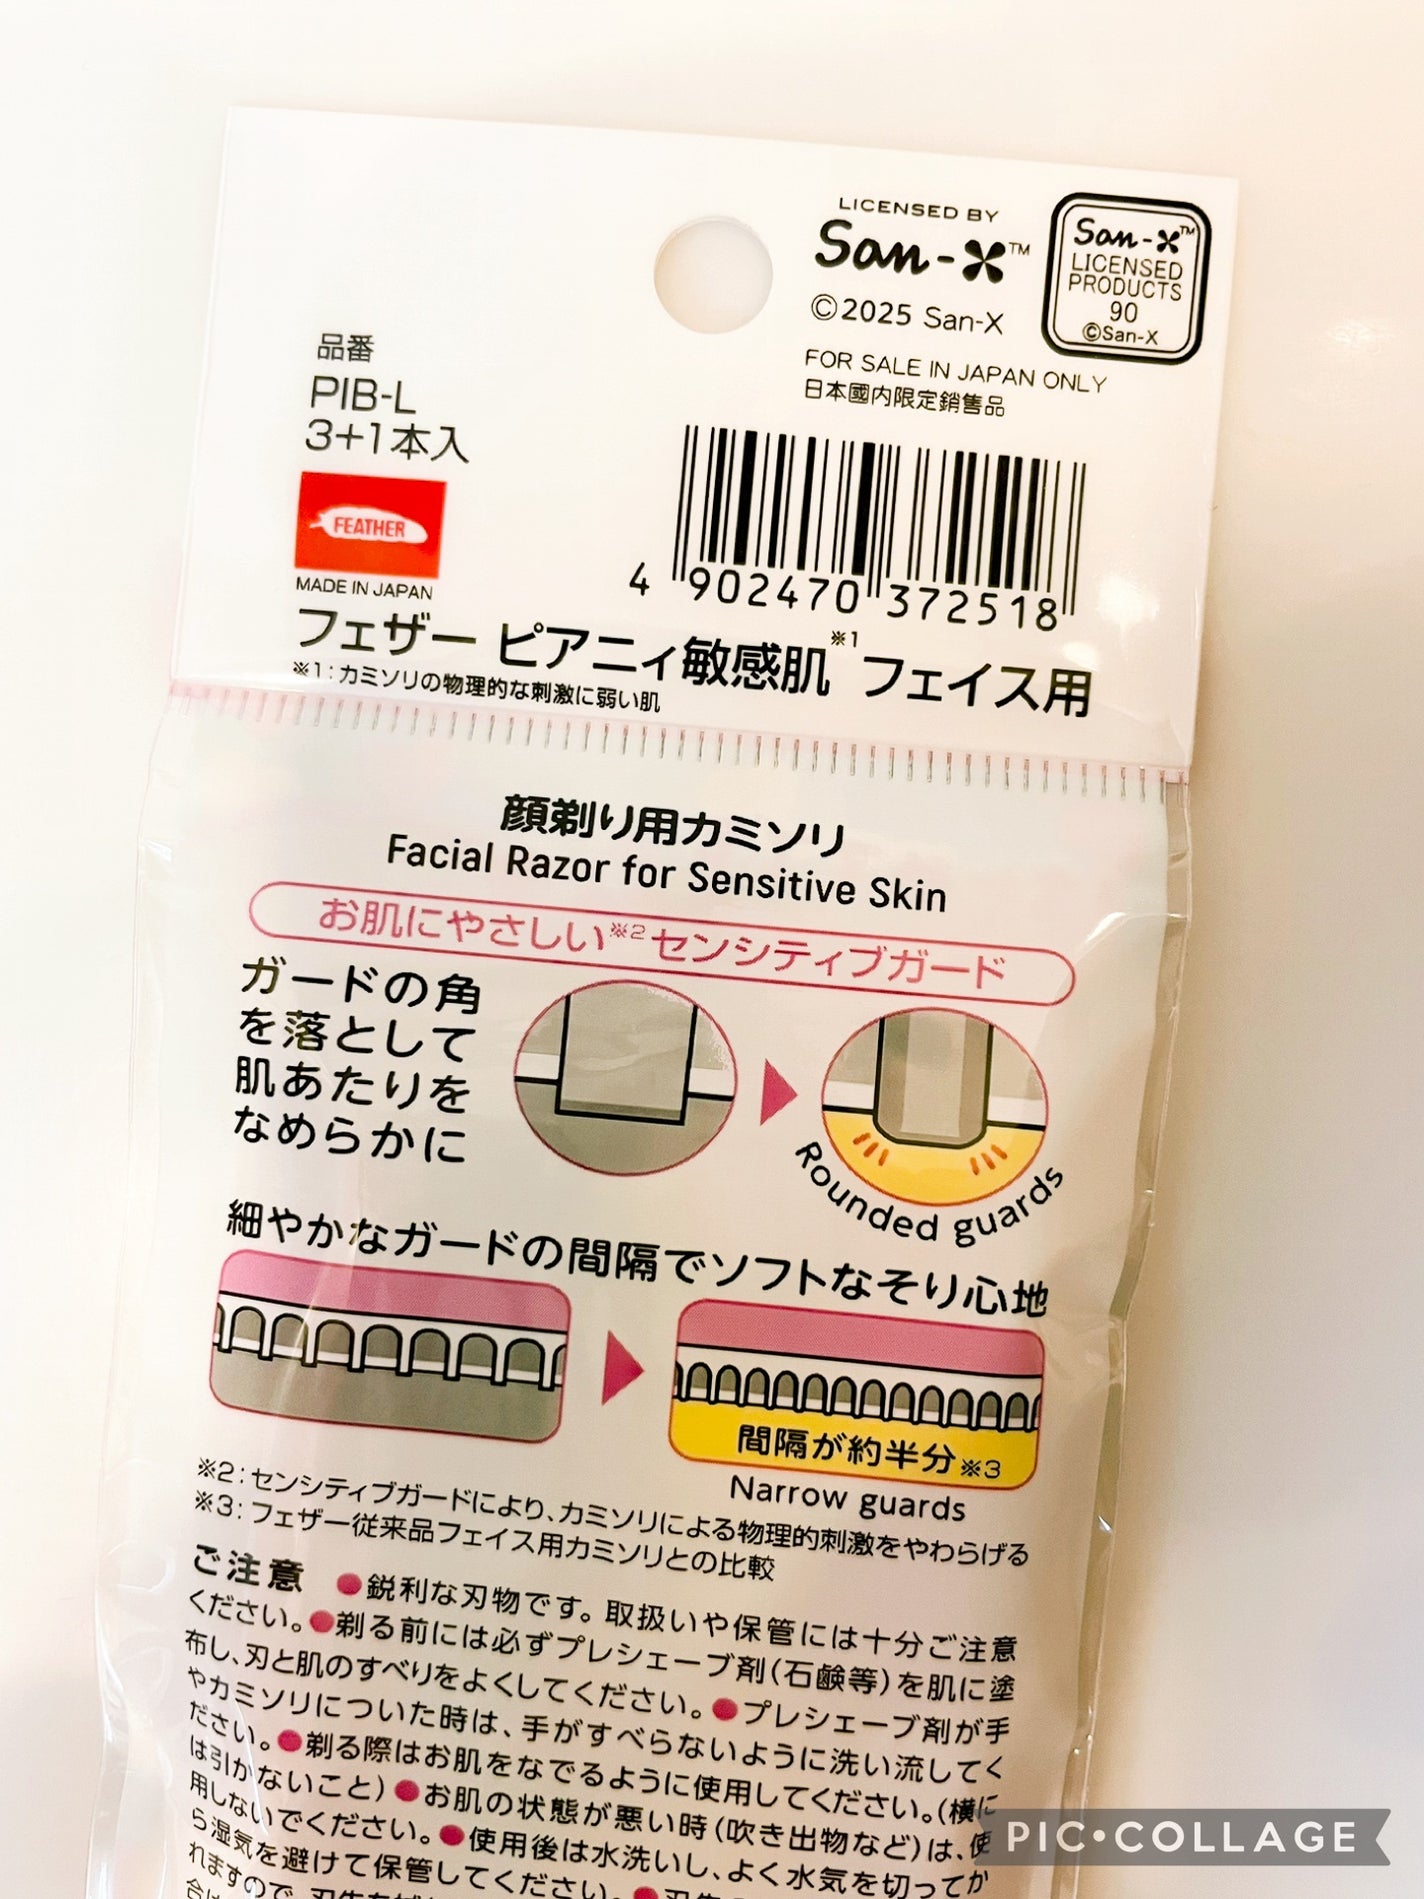 LICENSED BY
San-X™
©2025 San-X
San-X™
LICENSED
PRODUCTS
90
©San-X
FOR SALE IN JAPAN ONLY
日本國内限定銷售品
品番
PIB-L
3+1本入
FEATHER
MADE IN JAPAN
4 902470 372518
フェザー ピアニィ敏感肌※1フェイス用
※1:カミソリの物理的な刺激に弱い肌
顔剃り用カミソリ
Facial Razor for Sensitive Skin
お肌にやさしい※2センシティブガード
ガードの角
を落として
肌あたりを
なめらかに
Rounded guards
細やかなガードの間隔でソフトなそり心地
間隔が約半分※3
Narrow guards
※2:センシティブガードにより、カミソリによる物理的刺激をやわらげる
※3:フェザー従来品フェイス用カミソリとの比較
ご注意 ●鋭利な刃物です。取扱いや保管には十分ご注意
ください。●剃る前には必ずプレシェーブ剤(石鹸等)を肌に塗
布し、刃と肌のすべりをよくしてください。●プレシェーブ剤が手
やカミソリについた時は、手がすべらないように洗い流してく
ださい。●剃る際はお肌をなでるように使用してください。(横に
は引かないこと)●お肌の状態が悪い時(吹き出物など)は、使
用しないでください。●使用後は水洗いし、よく水気を切ってか
ら湿気を避けて保管してください。●刃先
れますので、刃先を
PIC•COLLAGE